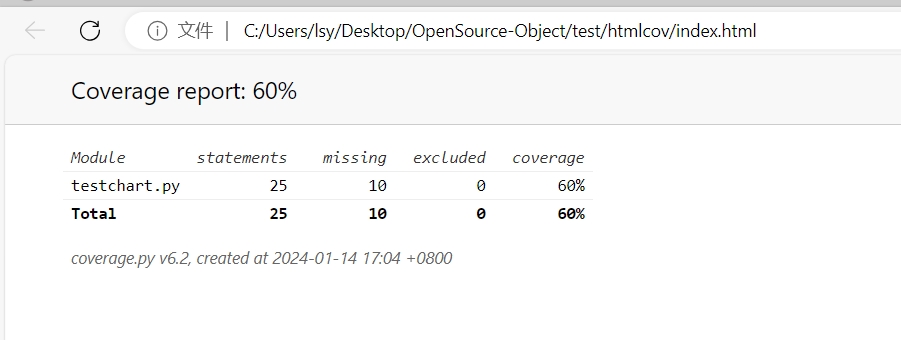 文件 | C:/Users/lsy/Desktop/OpenSource-Object/test/htmlcov/index.html
Coverage report: 60%
Module statements missing excluded coverage
testchart.py 25 10 0 60%
Total 25 10 0 60%
coverage.py v6.2, created at 2024-01-14 17:04 +0800